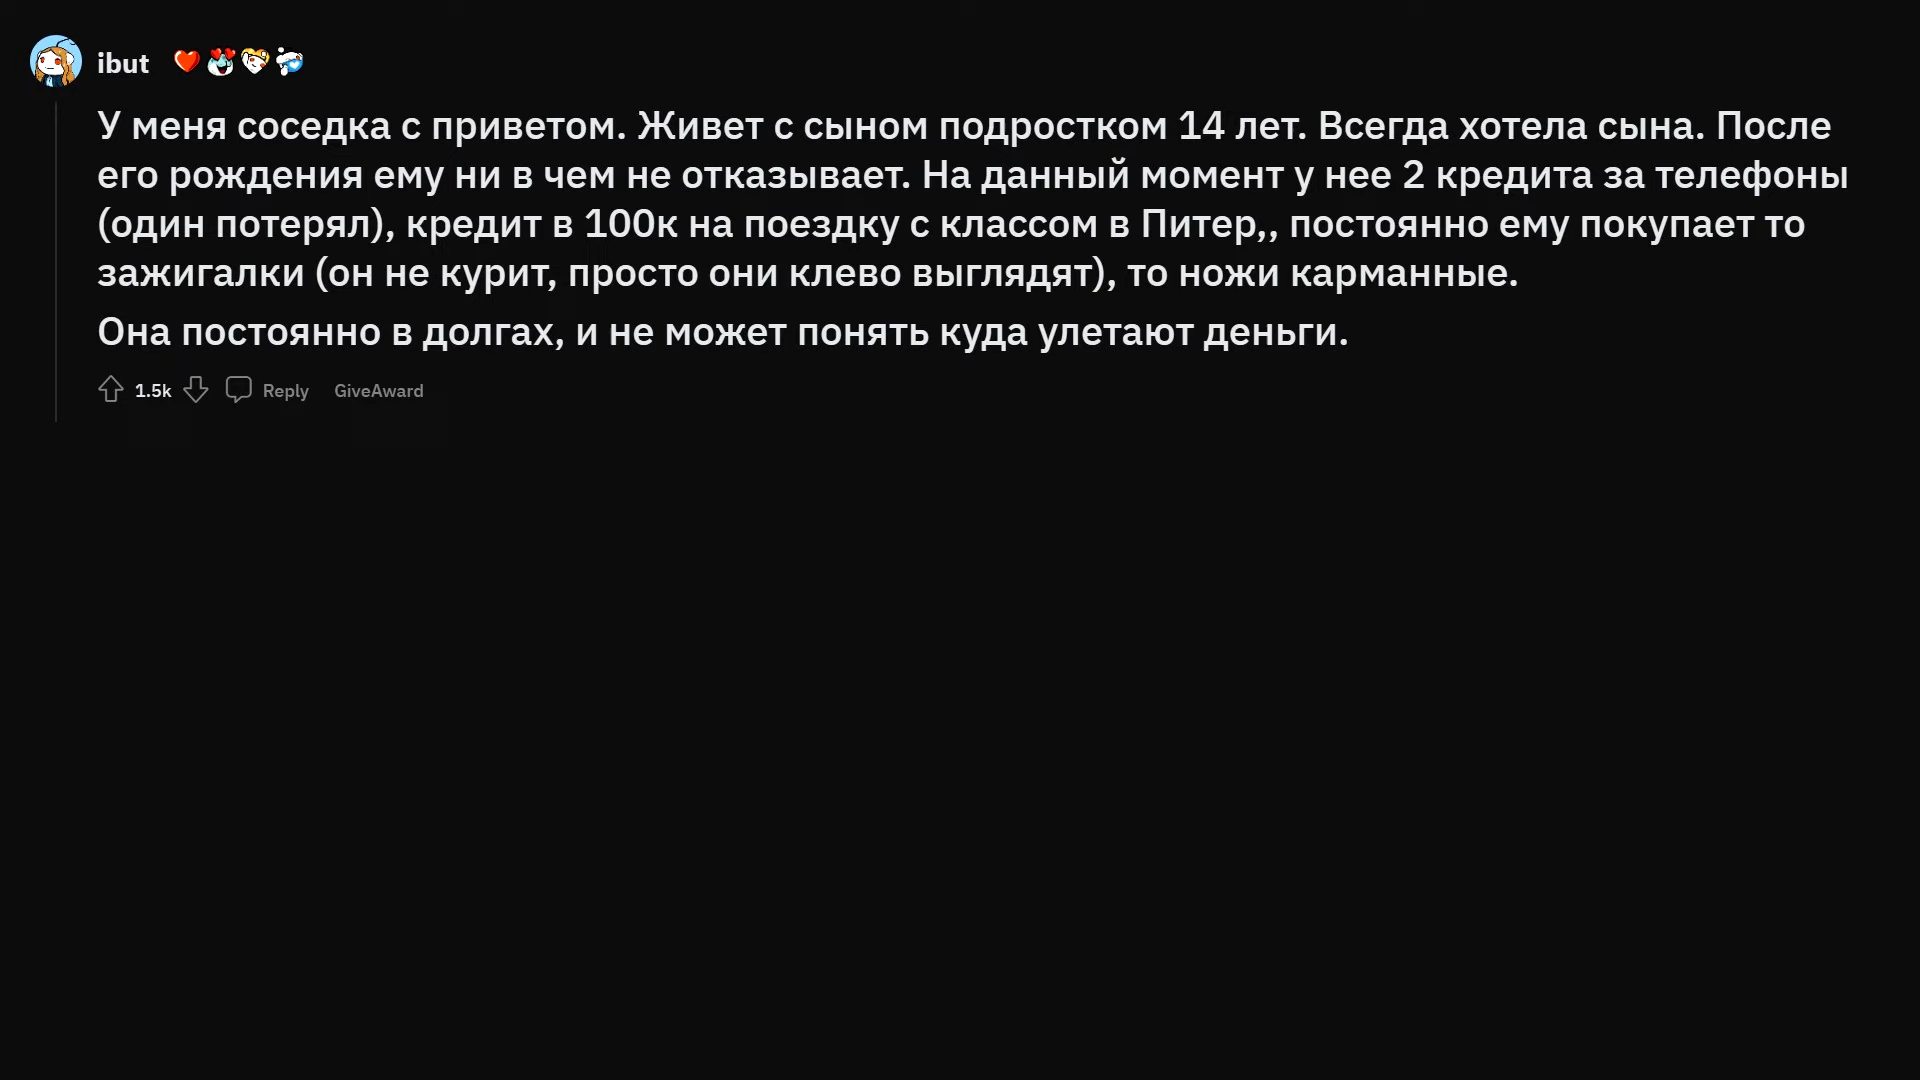 ibut
У меня соседка с приветом. Живет с сыном подростком 14 лет. Всегда хотела сына. После
его рождения ему ни в чем не отказывает. На данный момент у нее 2 кредита за телефоны
(один потерял), кредит в 100к на поездку с классом в Питер,, постоянно ему покупает то
зажигалки (он не курит, просто они клево выглядят), то ножи карманные.
Она постоянно в долгах, и не может понять куда улетают деньги.
1.5k Reply GiveAward